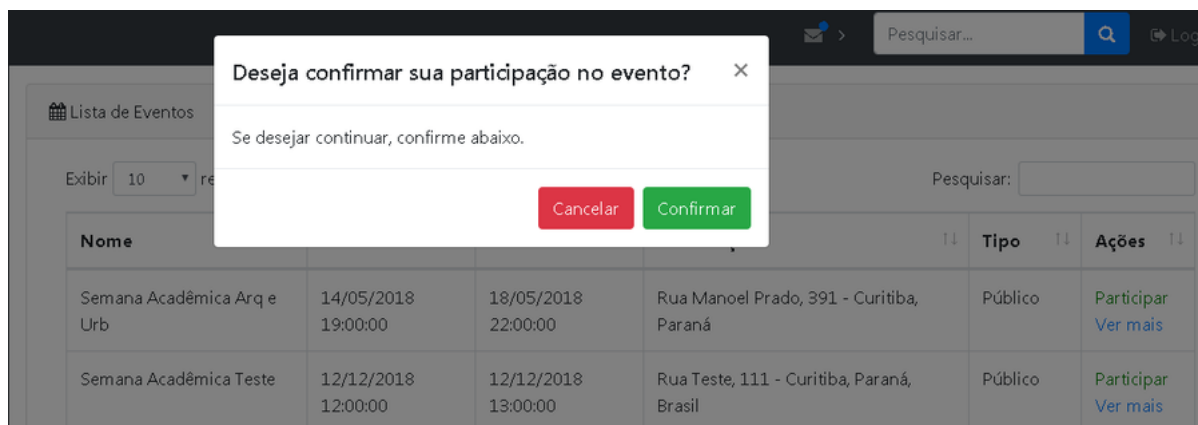 Pesquisar...
Log
Deseja confirmar sua participação no evento? ×
Lista de Eventos
Se desejar continuar, confirme abaixo.
Exibir 10 re
Pesquisar:
Cancelar Confirmar
Nome Tipo Ações
Semana Acadêmica Arq e 14/05/2018 18/05/2018 Rua Manoel Prado, 391 - Curitiba, Público Participar
Urb 19:00:00 22:00:00 Paraná Ver mais
Semana Acadêmica Teste 12/12/2018 12/12/2018 Rua Teste, 111 - Curitiba, Paraná, Público Participar
12:00:00 13:00:00 Brasil Ver mais